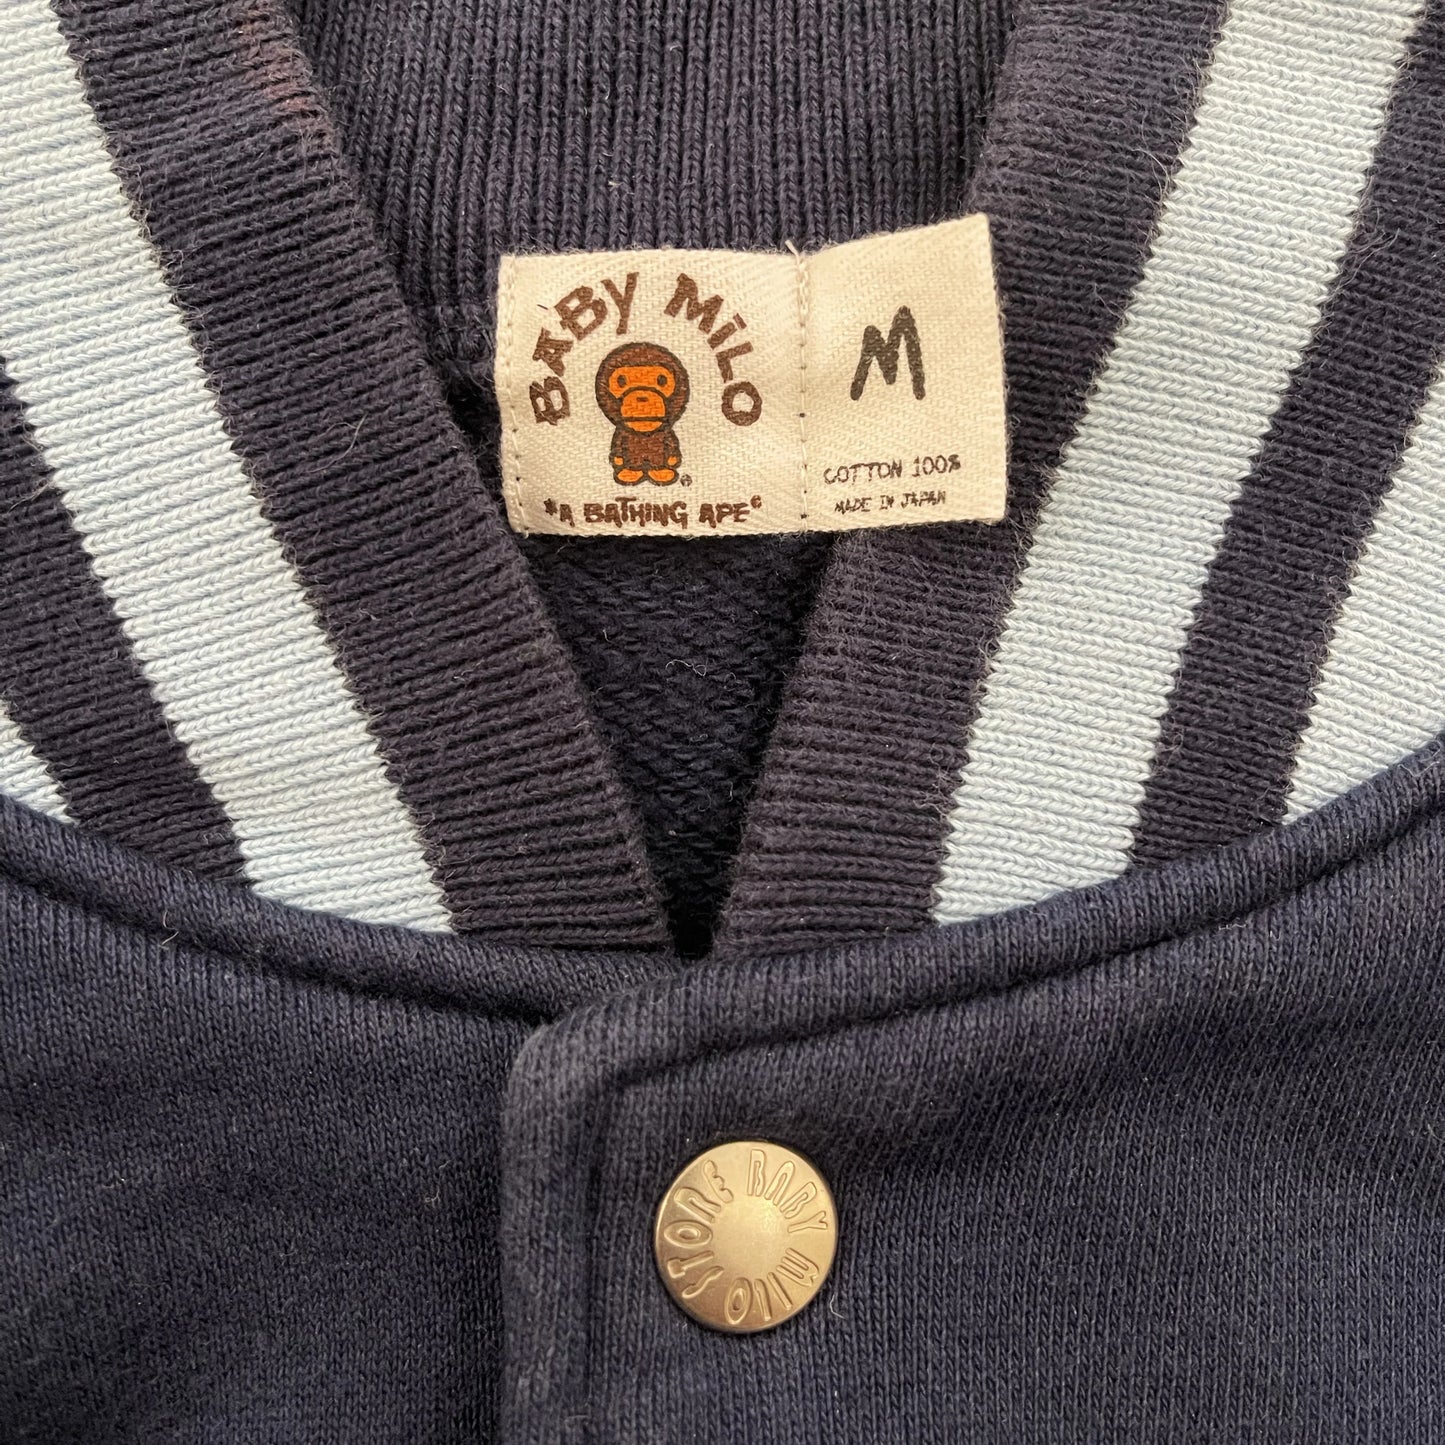 BABY MILO
®
*A BATHING APE®
M
COTTON 100%
MADE IN JAPAN
BABY MILO STORE